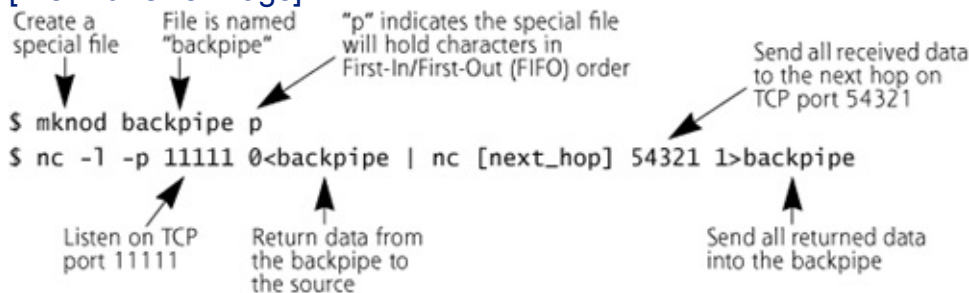 Create a
special file
File is named
"backpipe"
"p" indicates the special file
will hold characters in
First-In/First-Out (FIFO) order
Send all received data
to the next hop on
TCP port 54321
$ mknod backpipe p
$ nc -l -p 11111 0<backpipe | nc [next_hop] 54321 1>backpipe
Listen on TCP
port 11111
Return data from
the backpipe to
the source
Send all returned data
into the backpipe